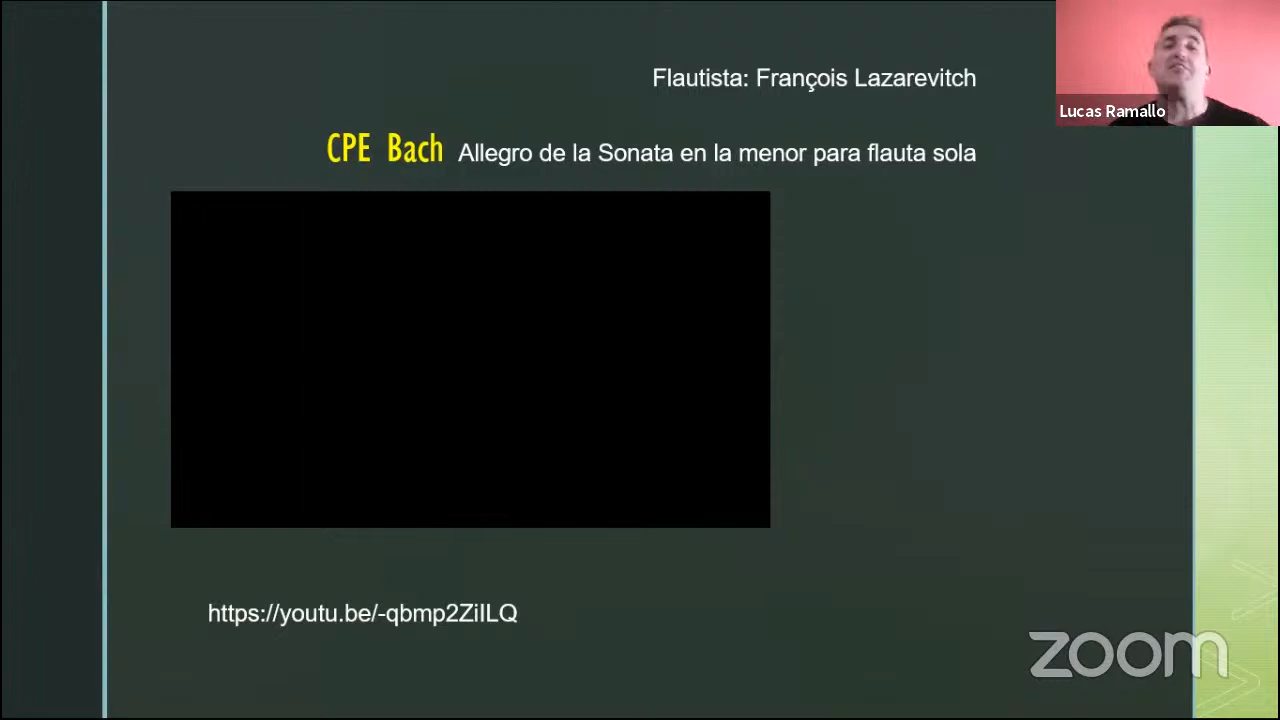 Flautista: François Lazarevitch
Lucas Ramallo
CPE Bach Allegro de la Sonata en la menor para flauta sola
https://youtu.be/-qbmp2ZiILQ
zoom